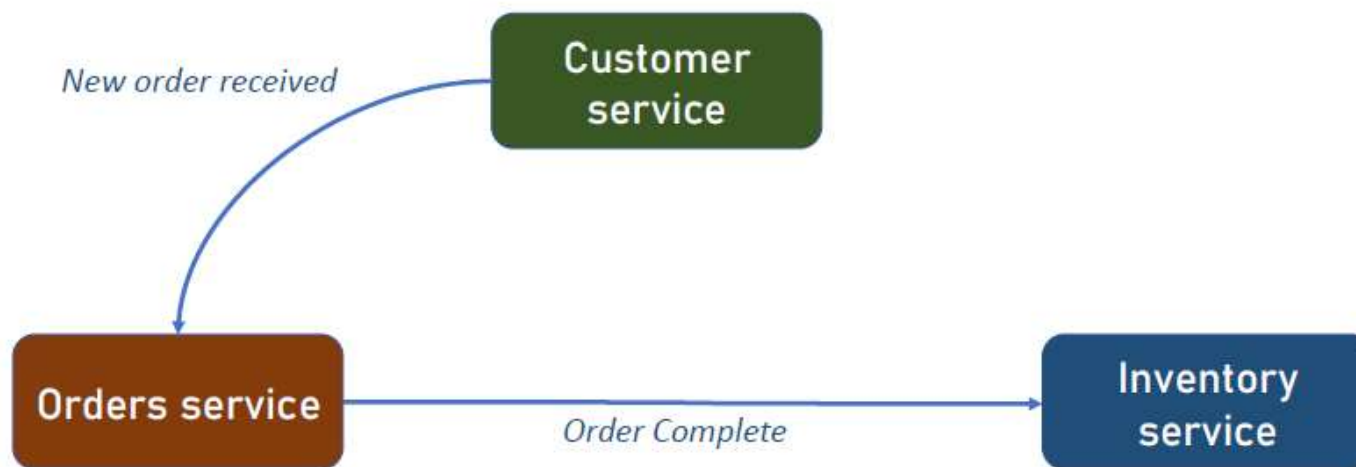 Customer
service
New order received
Orders service
Order Complete
Inventory
service